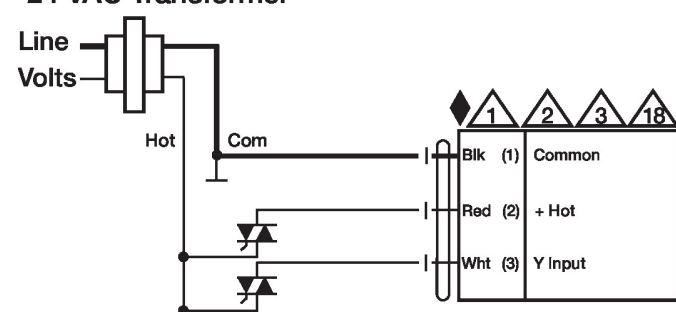 24 VAC Transformer
Line
Volts
Hot
Com
1 2 3 18
Blk (1) Common
Red (2) + Hot
Wht (3) Y Input